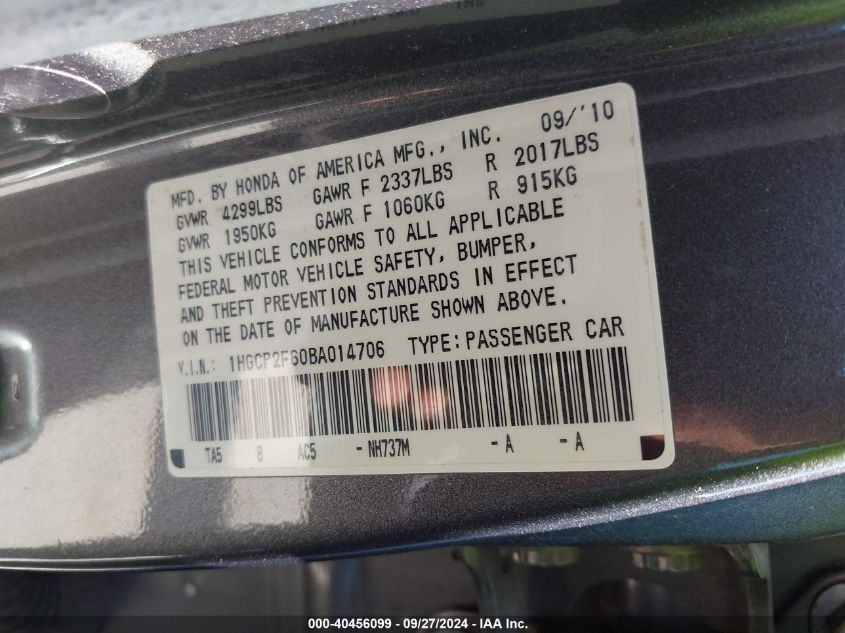 MFD. BY HONDA OF AMERICA MFG., INC. 09/'10
GVWR 4299LBS GAWR F 2337LBS R 2017LBS
GVWR 1950KG GAWR F 1060KG R 915KG
THIS VEHICLE CONFORMS TO ALL APPLICABLE
FEDERAL MOTOR VEHICLE SAFETY, BUMPER,
AND THEFT PREVENTION STANDARDS IN EFFECT
ON THE DATE OF MANUFACTURE SHOWN ABOVE.
V.I.N.: 1HGCP2F60BA014706 TYPE: PASSENGER CAR
TA5 B AC5 - NH737M - A - A
000-40456099 / 09/27/2024 - IAA Inc.